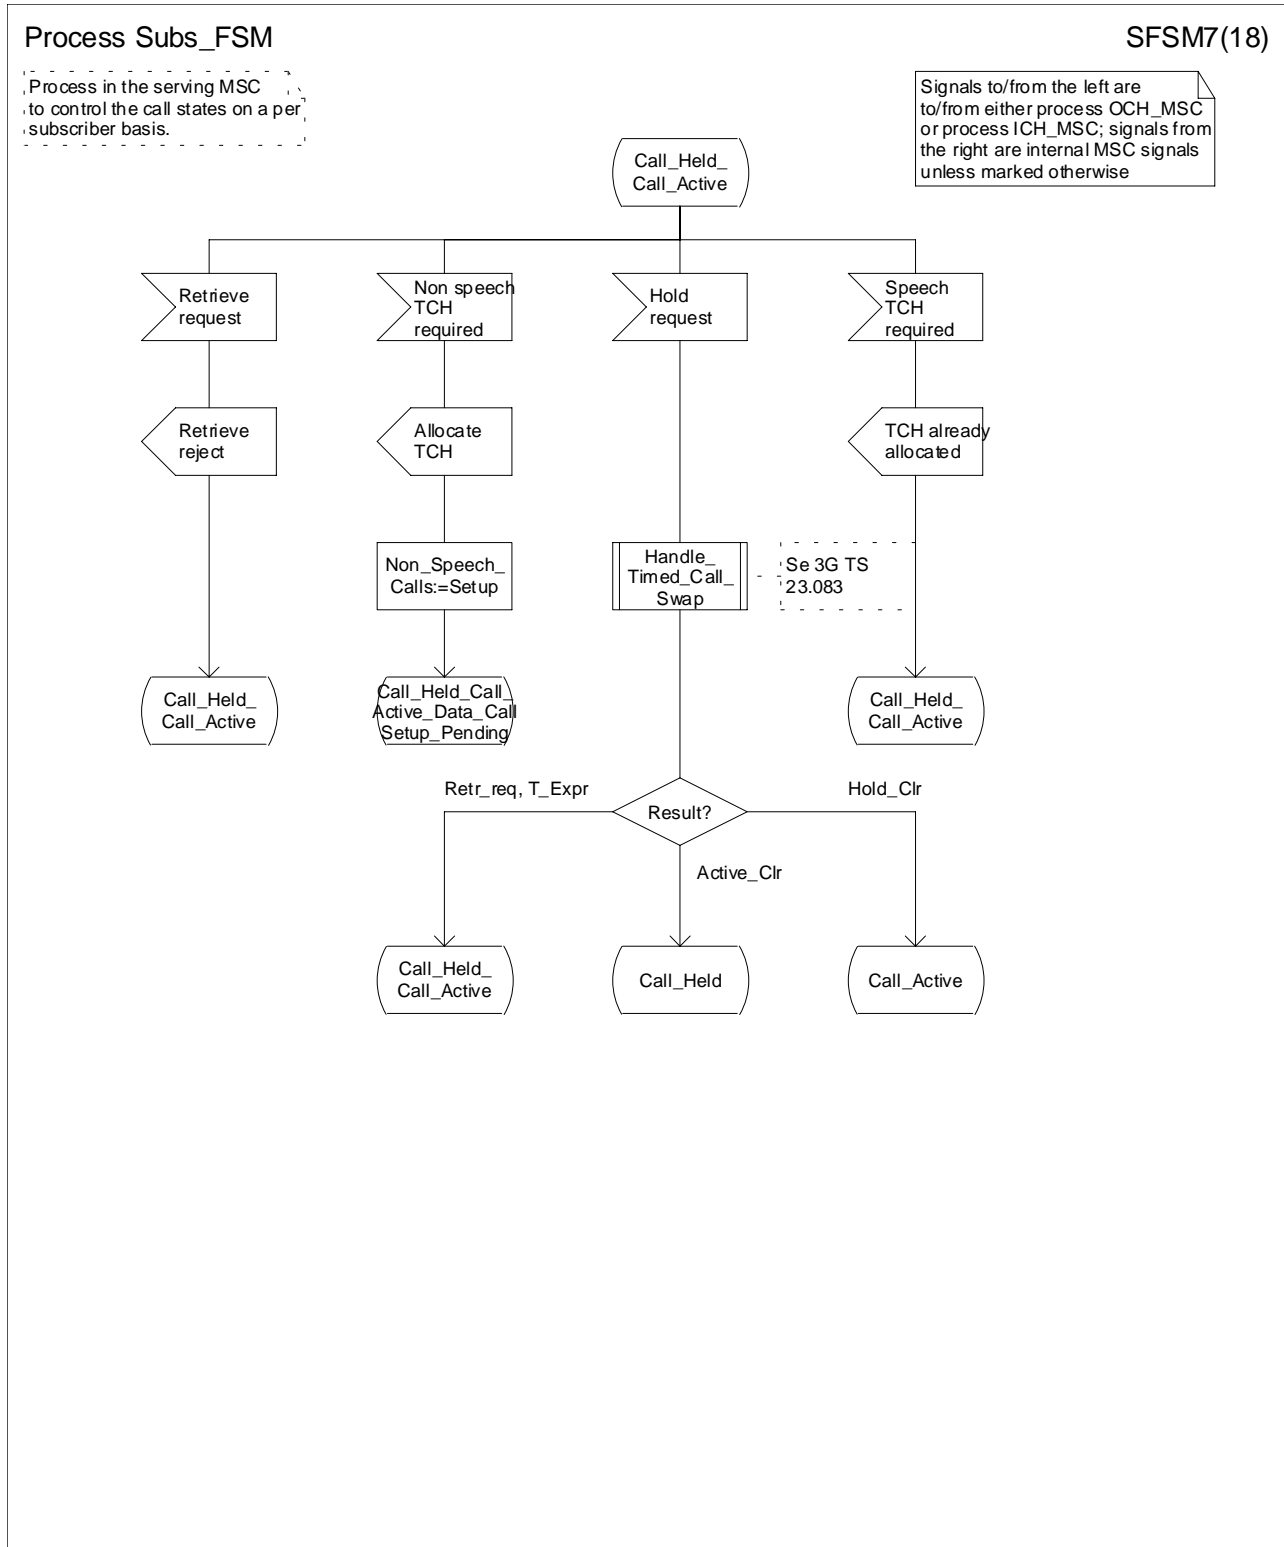 Process Subs_FSM
SFSM7(18)
Process in the serving MSC
to control the call states on a per
subscriber basis.
Signals to/from the left are
to/from either process OCH_MSC
or process ICH_MSC; signals from
the right are internal MSC signals
unless marked otherwise
Call_Held_
Call_Active
Retrieve
request
Non speech
TCH
required
Hold
request
Speech
TCH
required
Retrieve
reject
Allocate
TCH
TCH already
allocated
Non_Speech_
Calls:=Setup
Handle_
Timed_Call_
Swap
Se 3G TS
23.083
Call_Held_
Call_Active
Call_Held_Call_
Active_Data_Call
Setup_Pending
Call_Held_
Call_Active
Retr_req, T_Expr
Result?
Hold_Clr
Active_Clr
Call_Held_
Call_Active
Call_Held
Call_Active